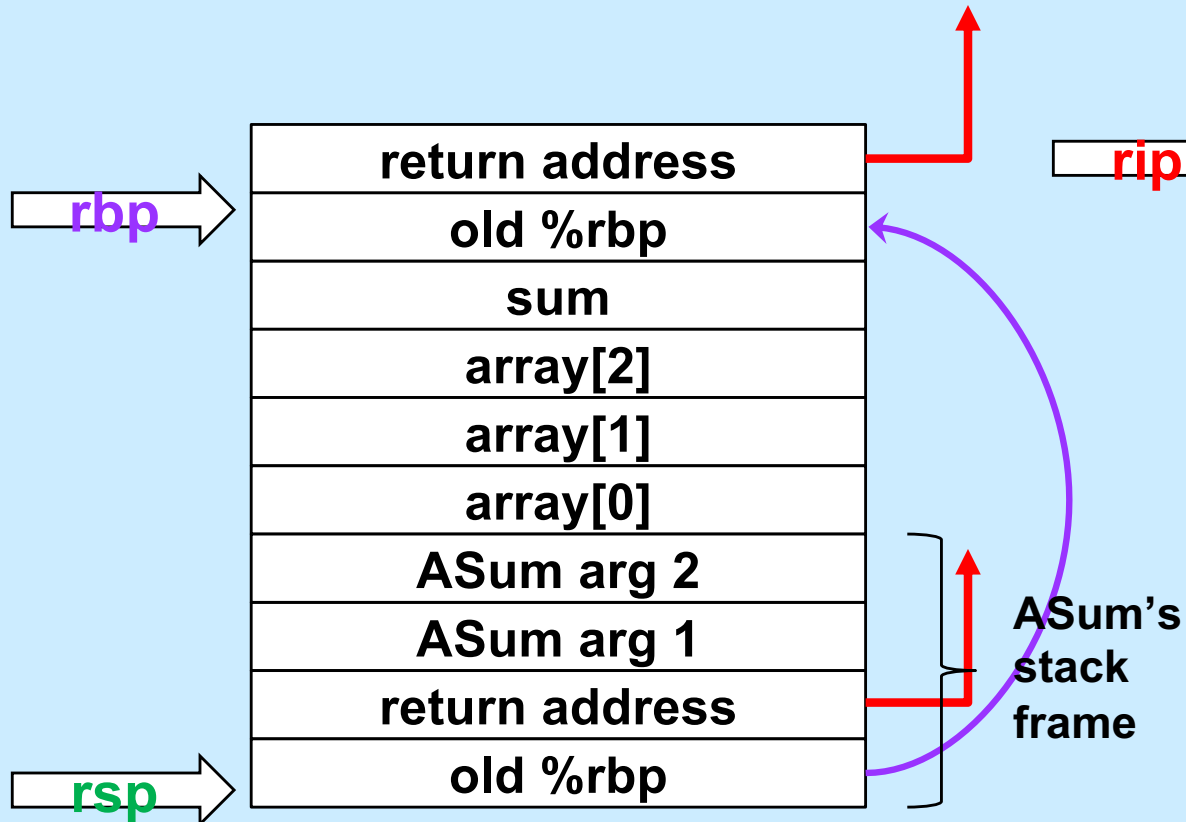 return address
rip
rbp
old %rbp
sum
array[2]
array[1]
array[0]
ASum arg 2
ASum arg 1
ASum's
stack
frame
return address
old %rbp
rsp